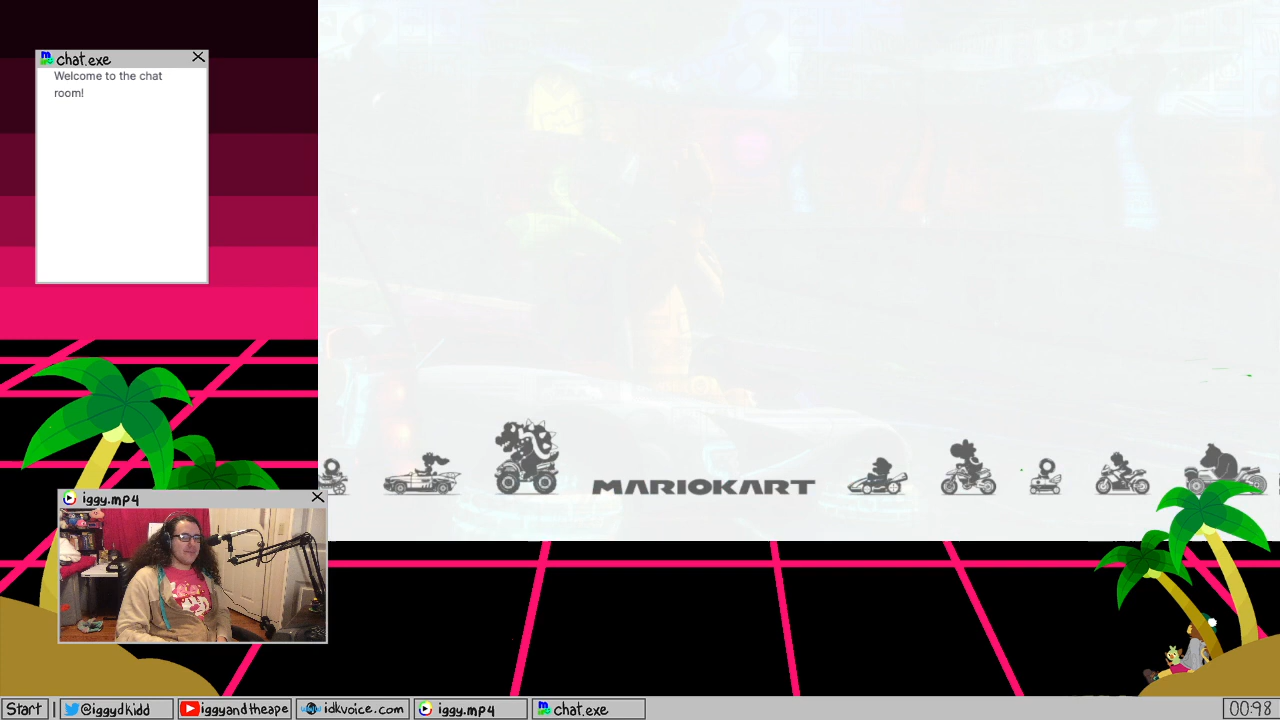 chat.exe
Welcome to the chat
room!
MARIOKART
iggy.mp4
Start
@iggydkidd
iggyandtheape
www
idkvoice.com
iggy.mp4
chat.exe
00:98